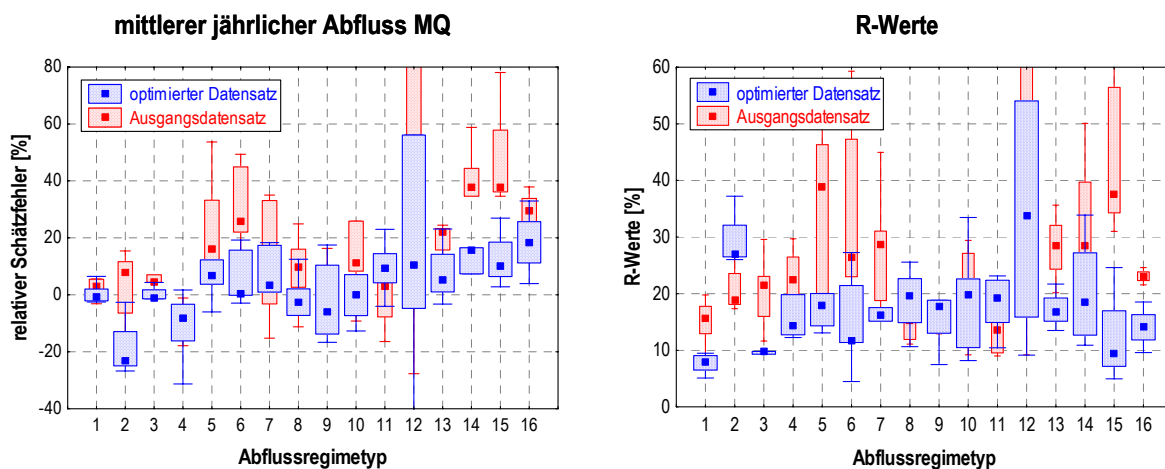 mittlerer jährlicher Abfluss MQ
relativer Schätzfehler [%]
80
60
40
20
0
-20
-40
optimierter Datensatz
Ausgangsdatensatz
1 2 3 4 5 6 7 8 9 10 11 12 13 14 15 16
Abflussregimetyp
R-Werte
R-Werte [%]
60
50
40
30
20
10
0
optimierter Datensatz
Ausgangsdatensatz
1 2 3 4 5 6 7 8 9 10 11 12 13 14 15 16
Abflussregimetyp